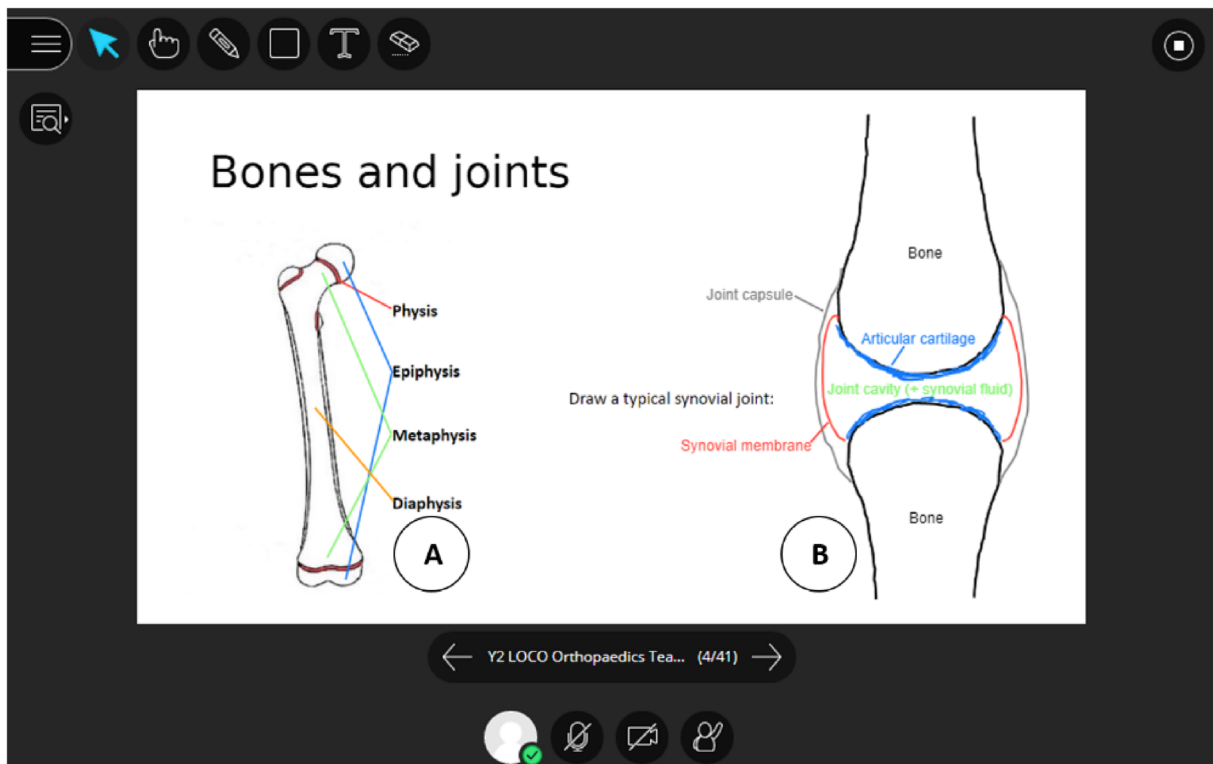 Bones and joints
Physis
Epiphysis
Metaphysis
Diaphysis
A
Bone
Joint capsule
Articular cartilage
Joint cavity (+ synovial fluid)
Draw a typical synovial joint:
Synovial membrane
Bone
B
Y2 LOCO Orthopaedics Tea... (4/41)